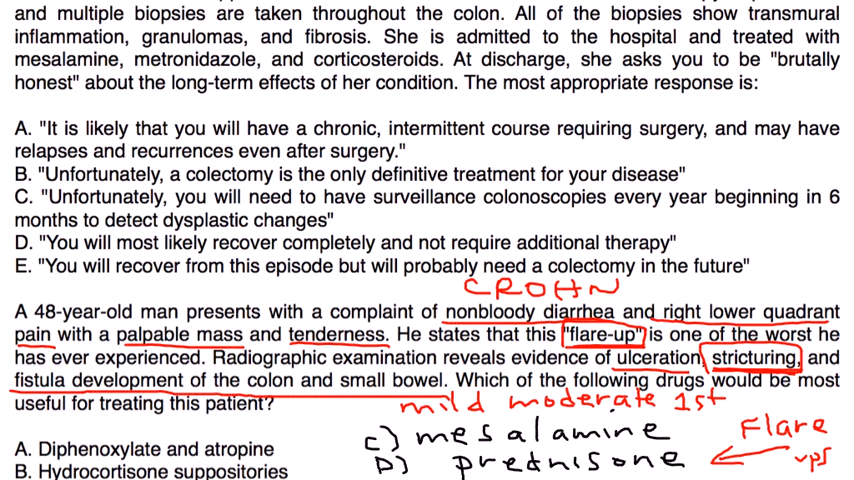 and multiple biopsies are taken throughout the colon. All of the biopsies show transmural
inflammation, granulomas, and fibrosis. She is admitted to the hospital and treated with
mesalamine, metronidazole, and corticosteroids. At discharge, she asks you to be "brutally
honest" about the long-term effects of her condition. The most appropriate response is:
A. "It is likely that you will have a chronic, intermittent course requiring surgery, and may have
relapses and recurrences even after surgery."
B. "Unfortunately, a colectomy is the only definitive treatment for your disease"
C. "Unfortunately, you will need to have surveillance colonoscopies every year beginning in 6
months to detect dysplastic changes"
D. "You will most likely recover completely and not require additional therapy"
E. "You will recover from this episode but will probably need a colectomy in the future"
CROHN
A 48-year-old man presents with a complaint of nonbloody diarrhea and right lower quadrant
pain with a palpable mass and tenderness. He states that this "flare-up" is one of the worst he
has ever experienced. Radiographic examination reveals evidence of ulceration, stricturing, and
fistula development of the colon and small bowel. Which of the following drugs would be most
useful for treating this patient?
mild moderate 1st
C) mesalamine
Flare
A. Diphenoxylate and atropine
D) prednisone
ups
B. Hydrocortisone suppositories